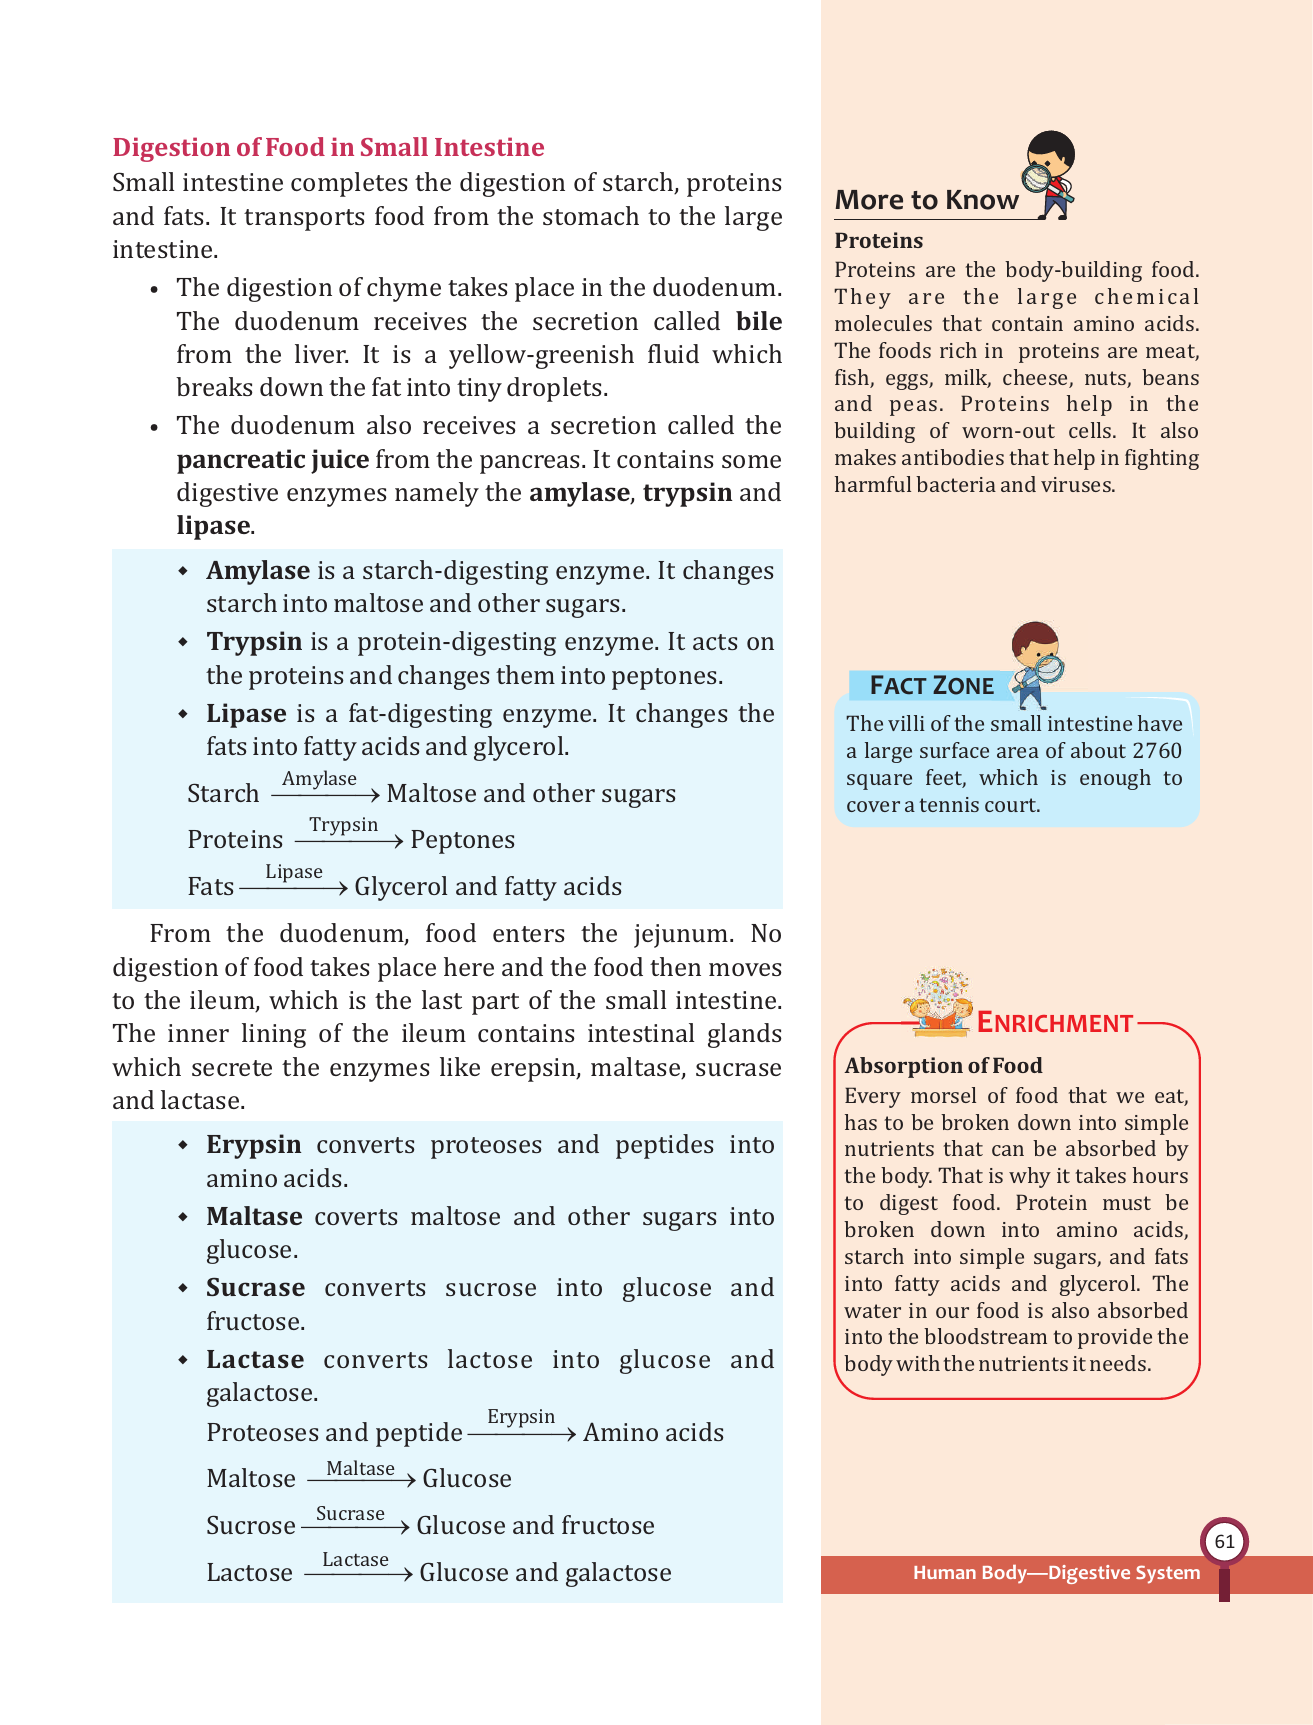 Digestion of Food in Small Intestine
Small intestine completes the digestion of starch, proteins
and fats. It transports food from the stomach to the large
intestine.
• The digestion of chyme takes place in the duodenum.
The duodenum receives the secretion called bile
from the liver. It is a yellow-greenish fluid which
breaks down the fat into tiny droplets.
• The duodenum also receives a secretion called the
pancreatic juice from the pancreas. It contains some
digestive enzymes namely the amylase, trypsin and
lipase.
◆ Amylase is a starch-digesting enzyme. It changes
starch into maltose and other sugars.
◆ Trypsin is a protein-digesting enzyme. It acts on
the proteins and changes them into peptones.
◆ Lipase is a fat-digesting enzyme. It changes the
fats into fatty acids and glycerol.
Starch —Amylase→ Maltose and other sugars
Proteins —Trypsin→ Peptones
Fats —Lipase→ Glycerol and fatty acids
From the duodenum, food enters the jejunum. No
digestion of food takes place here and the food then moves
to the ileum, which is the last part of the small intestine.
The inner lining of the ileum contains intestinal glands
which secrete the enzymes like erepsin, maltase, sucrase
and lactase.
◆ Erypsin converts proteoses and peptides into
amino acids.
◆ Maltase coverts maltose and other sugars into
glucose.
◆ Sucrase converts sucrose into glucose and
fructose.
◆ Lactase converts lactose into glucose and
galactose.
Proteoses and peptide —Erypsin→ Amino acids
Maltose —Maltase→ Glucose
Sucrose —Sucrase→ Glucose and fructose
Lactose —Lactase→ Glucose and galactose
More to Know
Proteins
Proteins are the body-building food.
They are the large chemical
molecules that contain amino acids.
The foods rich in proteins are meat,
fish, eggs, milk, cheese, nuts, beans
and peas. Proteins help in the
building of worn-out cells. It also
makes antibodies that help in fighting
harmful bacteria and viruses.
FACT ZONE
The villi of the small intestine have
a large surface area of about 2760
square feet, which is enough to
cover a tennis court.
ENRICHMENT
Absorption of Food
Every morsel of food that we eat,
has to be broken down into simple
nutrients that can be absorbed by
the body. That is why it takes hours
to digest food. Protein must be
broken down into amino acids,
starch into simple sugars, and fats
into fatty acids and glycerol. The
water in our food is also absorbed
into the bloodstream to provide the
body with the nutrients it needs.
61
Human Body—Digestive System